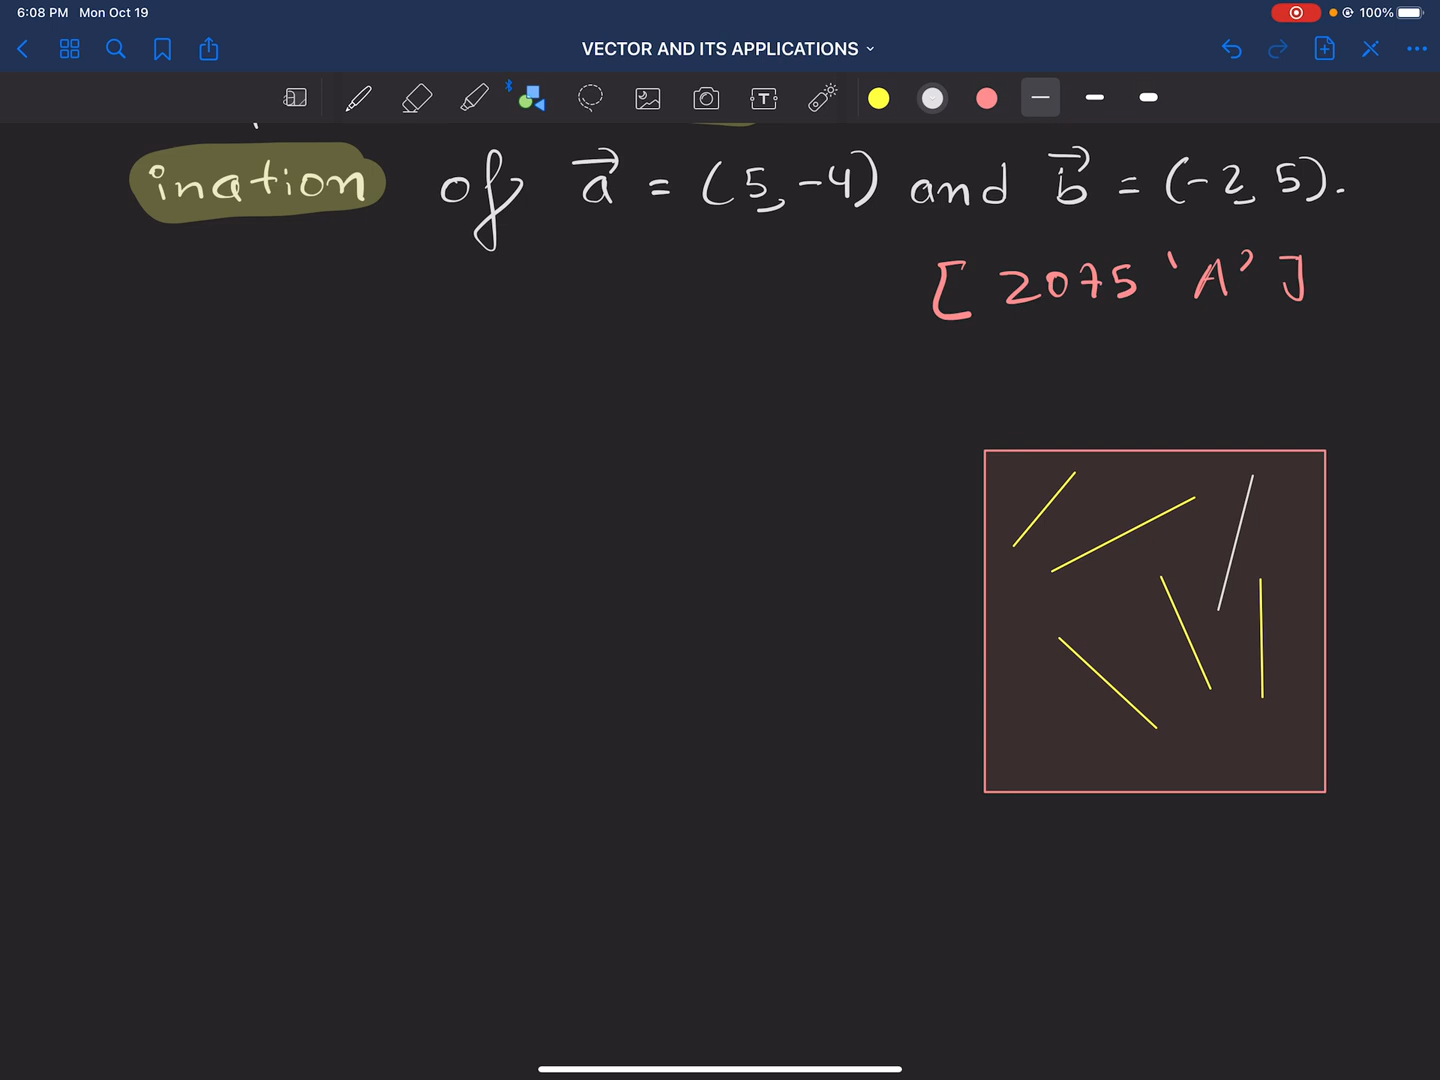 6:08 PM Mon Oct 19
100%
VECTOR AND ITS APPLICATIONS
T
ination of a⃗ = (5, -4) and b⃗ = (-2, 5).
[2075 'A']